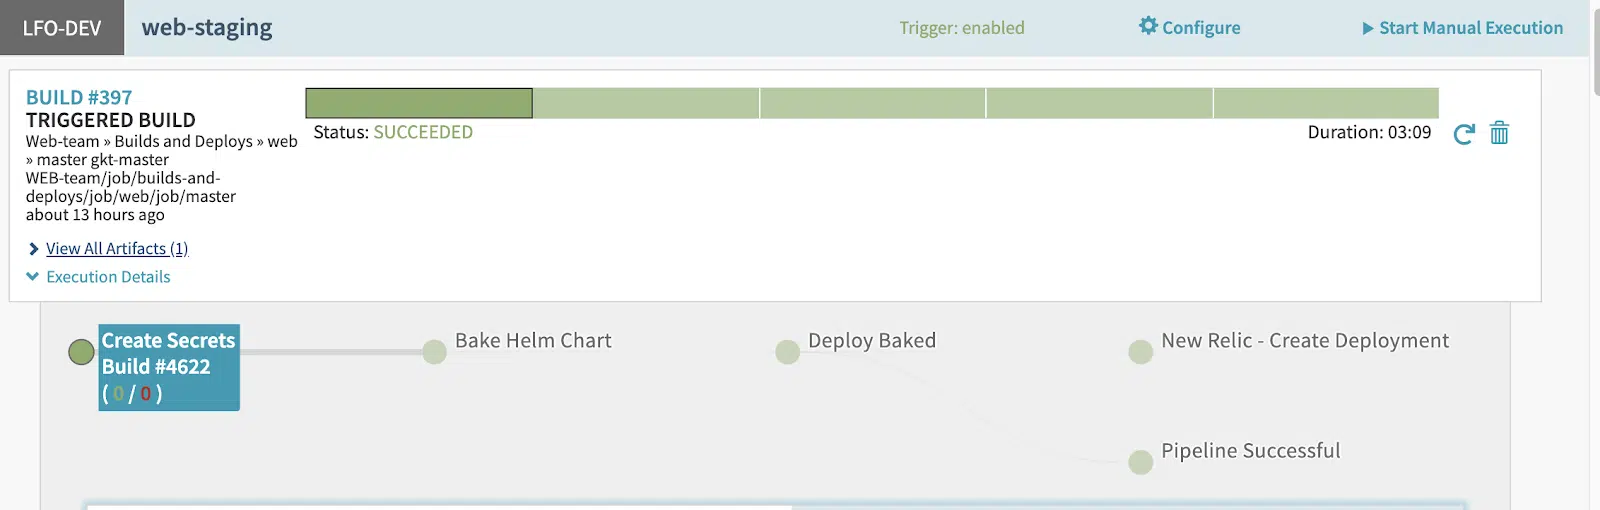 LFO-DEV
web-staging
Trigger: enabled
Configure
Start Manual Execution
BUILD #397
TRIGGERED BUILD
Web-team » Builds and Deploys » web
» master gkt-master
WEB-team/job/builds-and-
deploys/job/web/job/master
about 13 hours ago
Status: SUCCEEDED
Duration: 03:09
View All Artifacts (1)
Execution Details
Create Secrets
Build #4622
( 0 / 0 )
Bake Helm Chart
Deploy Baked
New Relic - Create Deployment
Pipeline Successful